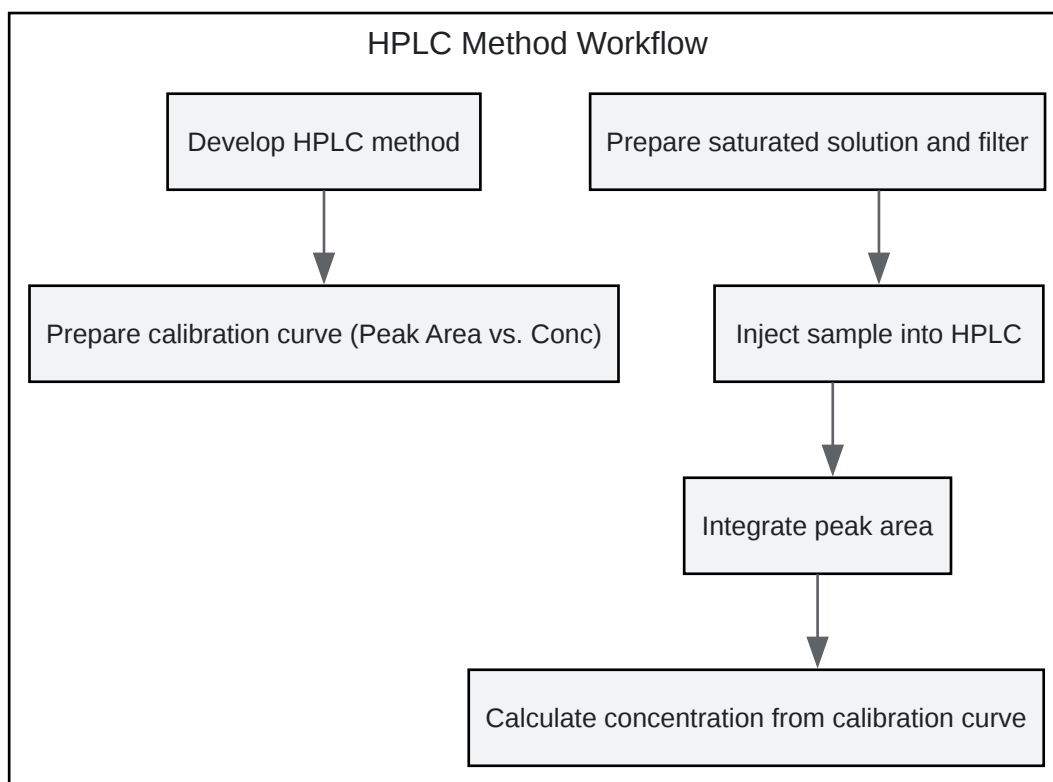 HPLC Method Workflow
Develop HPLC method
Prepare saturated solution and filter
Prepare calibration curve (Peak Area vs. Conc)
Inject sample into HPLC
Integrate peak area
Calculate concentration from calibration curve